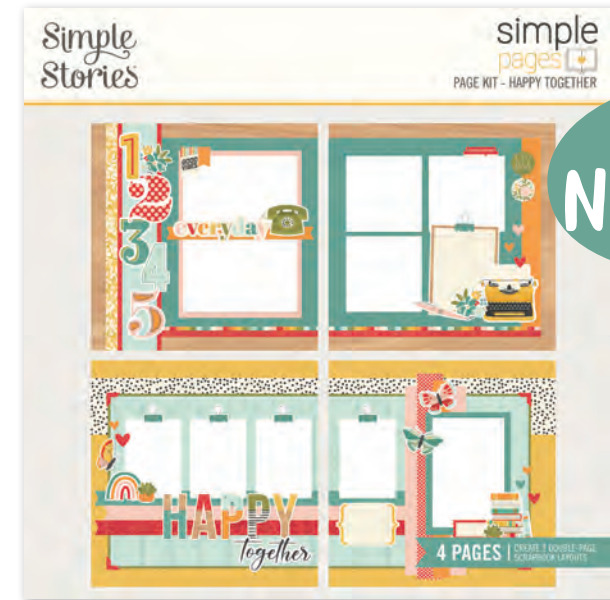 Simple
Stories
simple
pages
PAGE KIT - HAPPY TOGETHER
N
1
2
3
4
5
everyday
HAPPY
together
4 PAGES | CREATE 2 DOUBLE-PAGE
SCRAPBOOK LAYOUTS